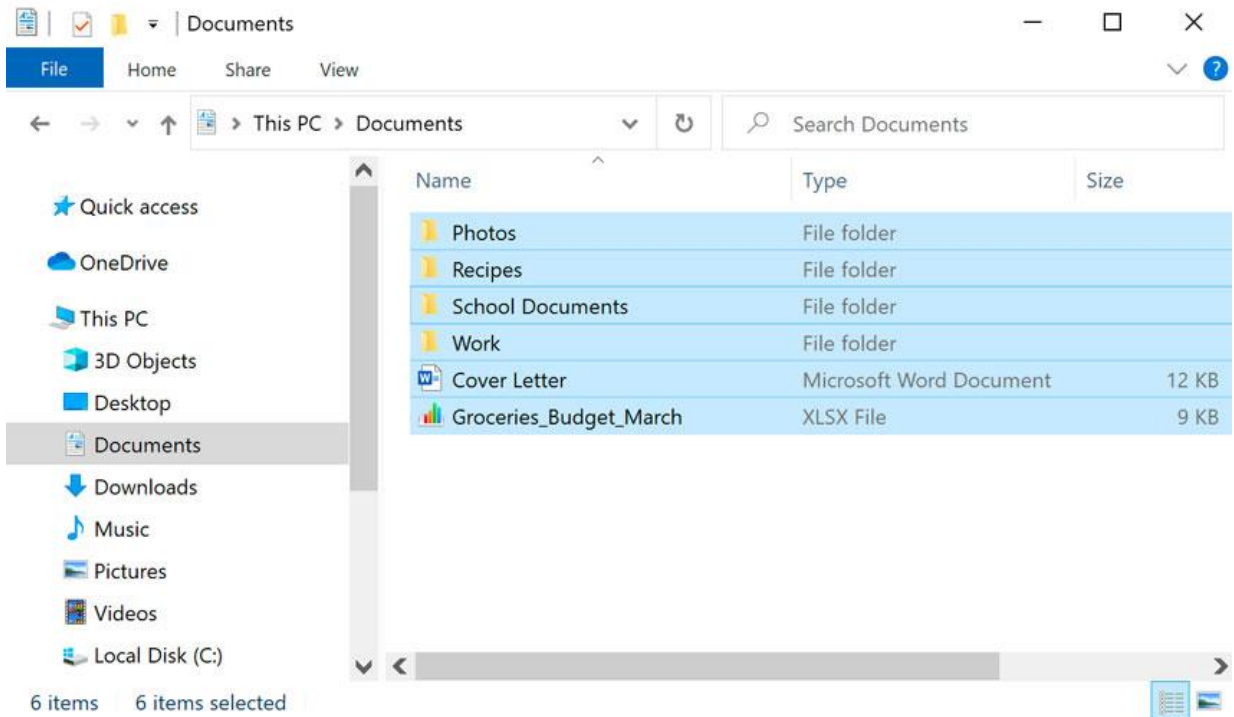 Documents
File Home Share View ?
This PC > Documents Search Documents
Name Type Size
Quick access
OneDrive
This PC
3D Objects
Desktop
Documents
Downloads
Music
Pictures
Videos
Local Disk (C:)
Photos File folder
Recipes File folder
School Documents File folder
Work File folder
W Cover Letter Microsoft Word Document 12 KB
Groceries_Budget_March XLSX File 9 KB
6 items 6 items selected